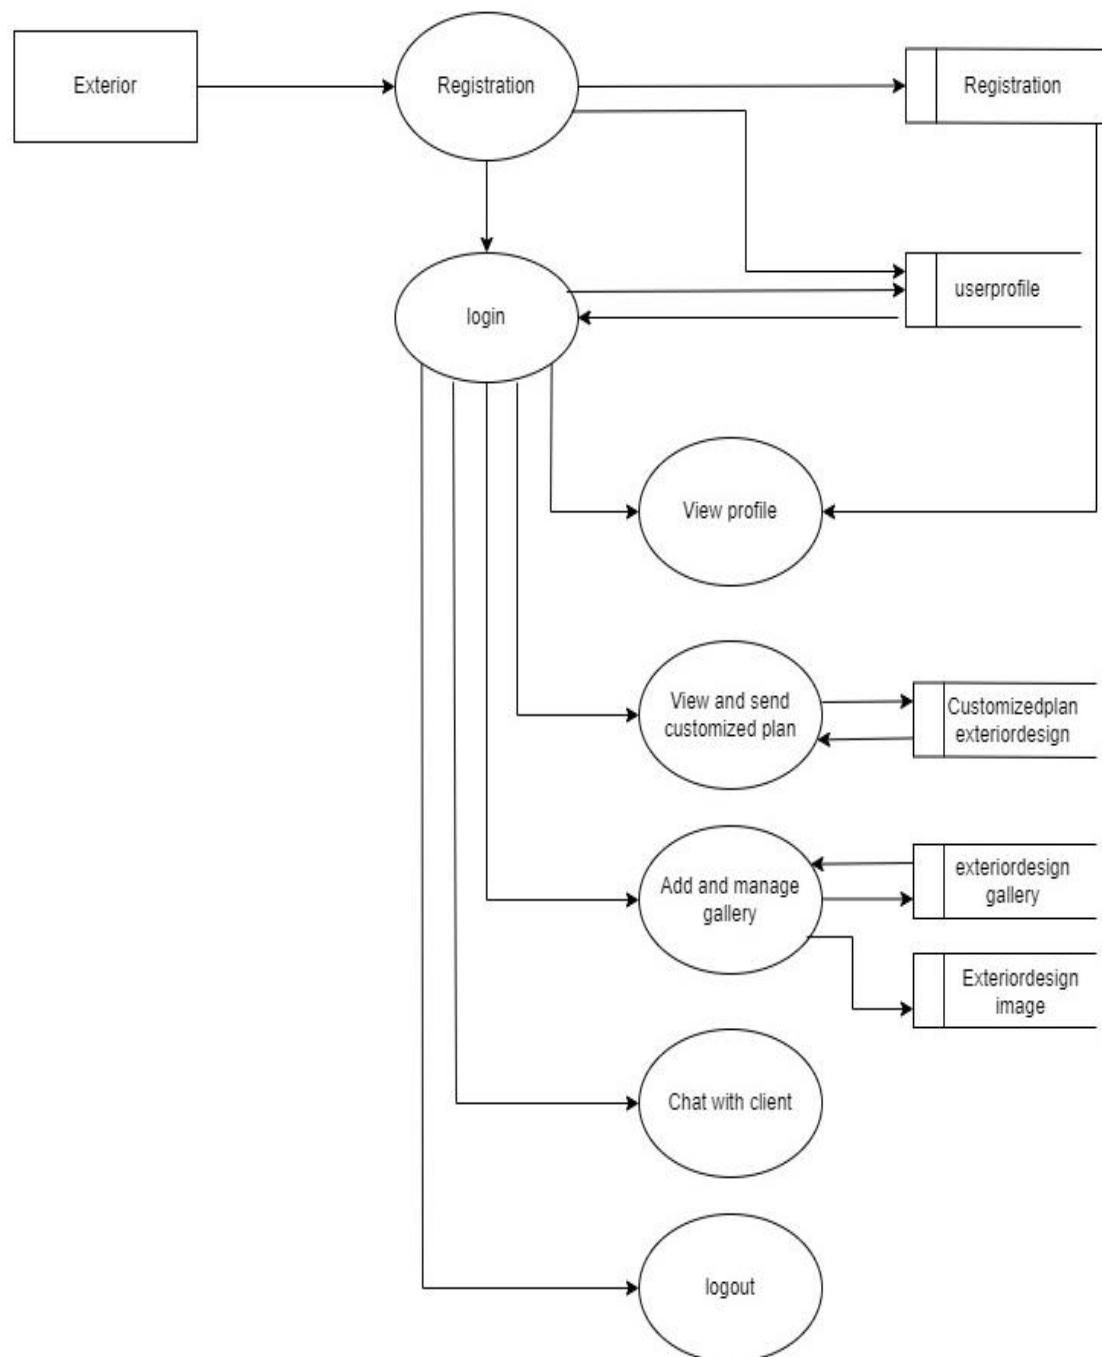 Exterior
Registration
Registration
login
userprofile
View profile
View and send
customized plan
Customizedplan
exteriordesign
Add and manage
gallery
exteriordesign
gallery
Exteriordesign
image
Chat with client
logout